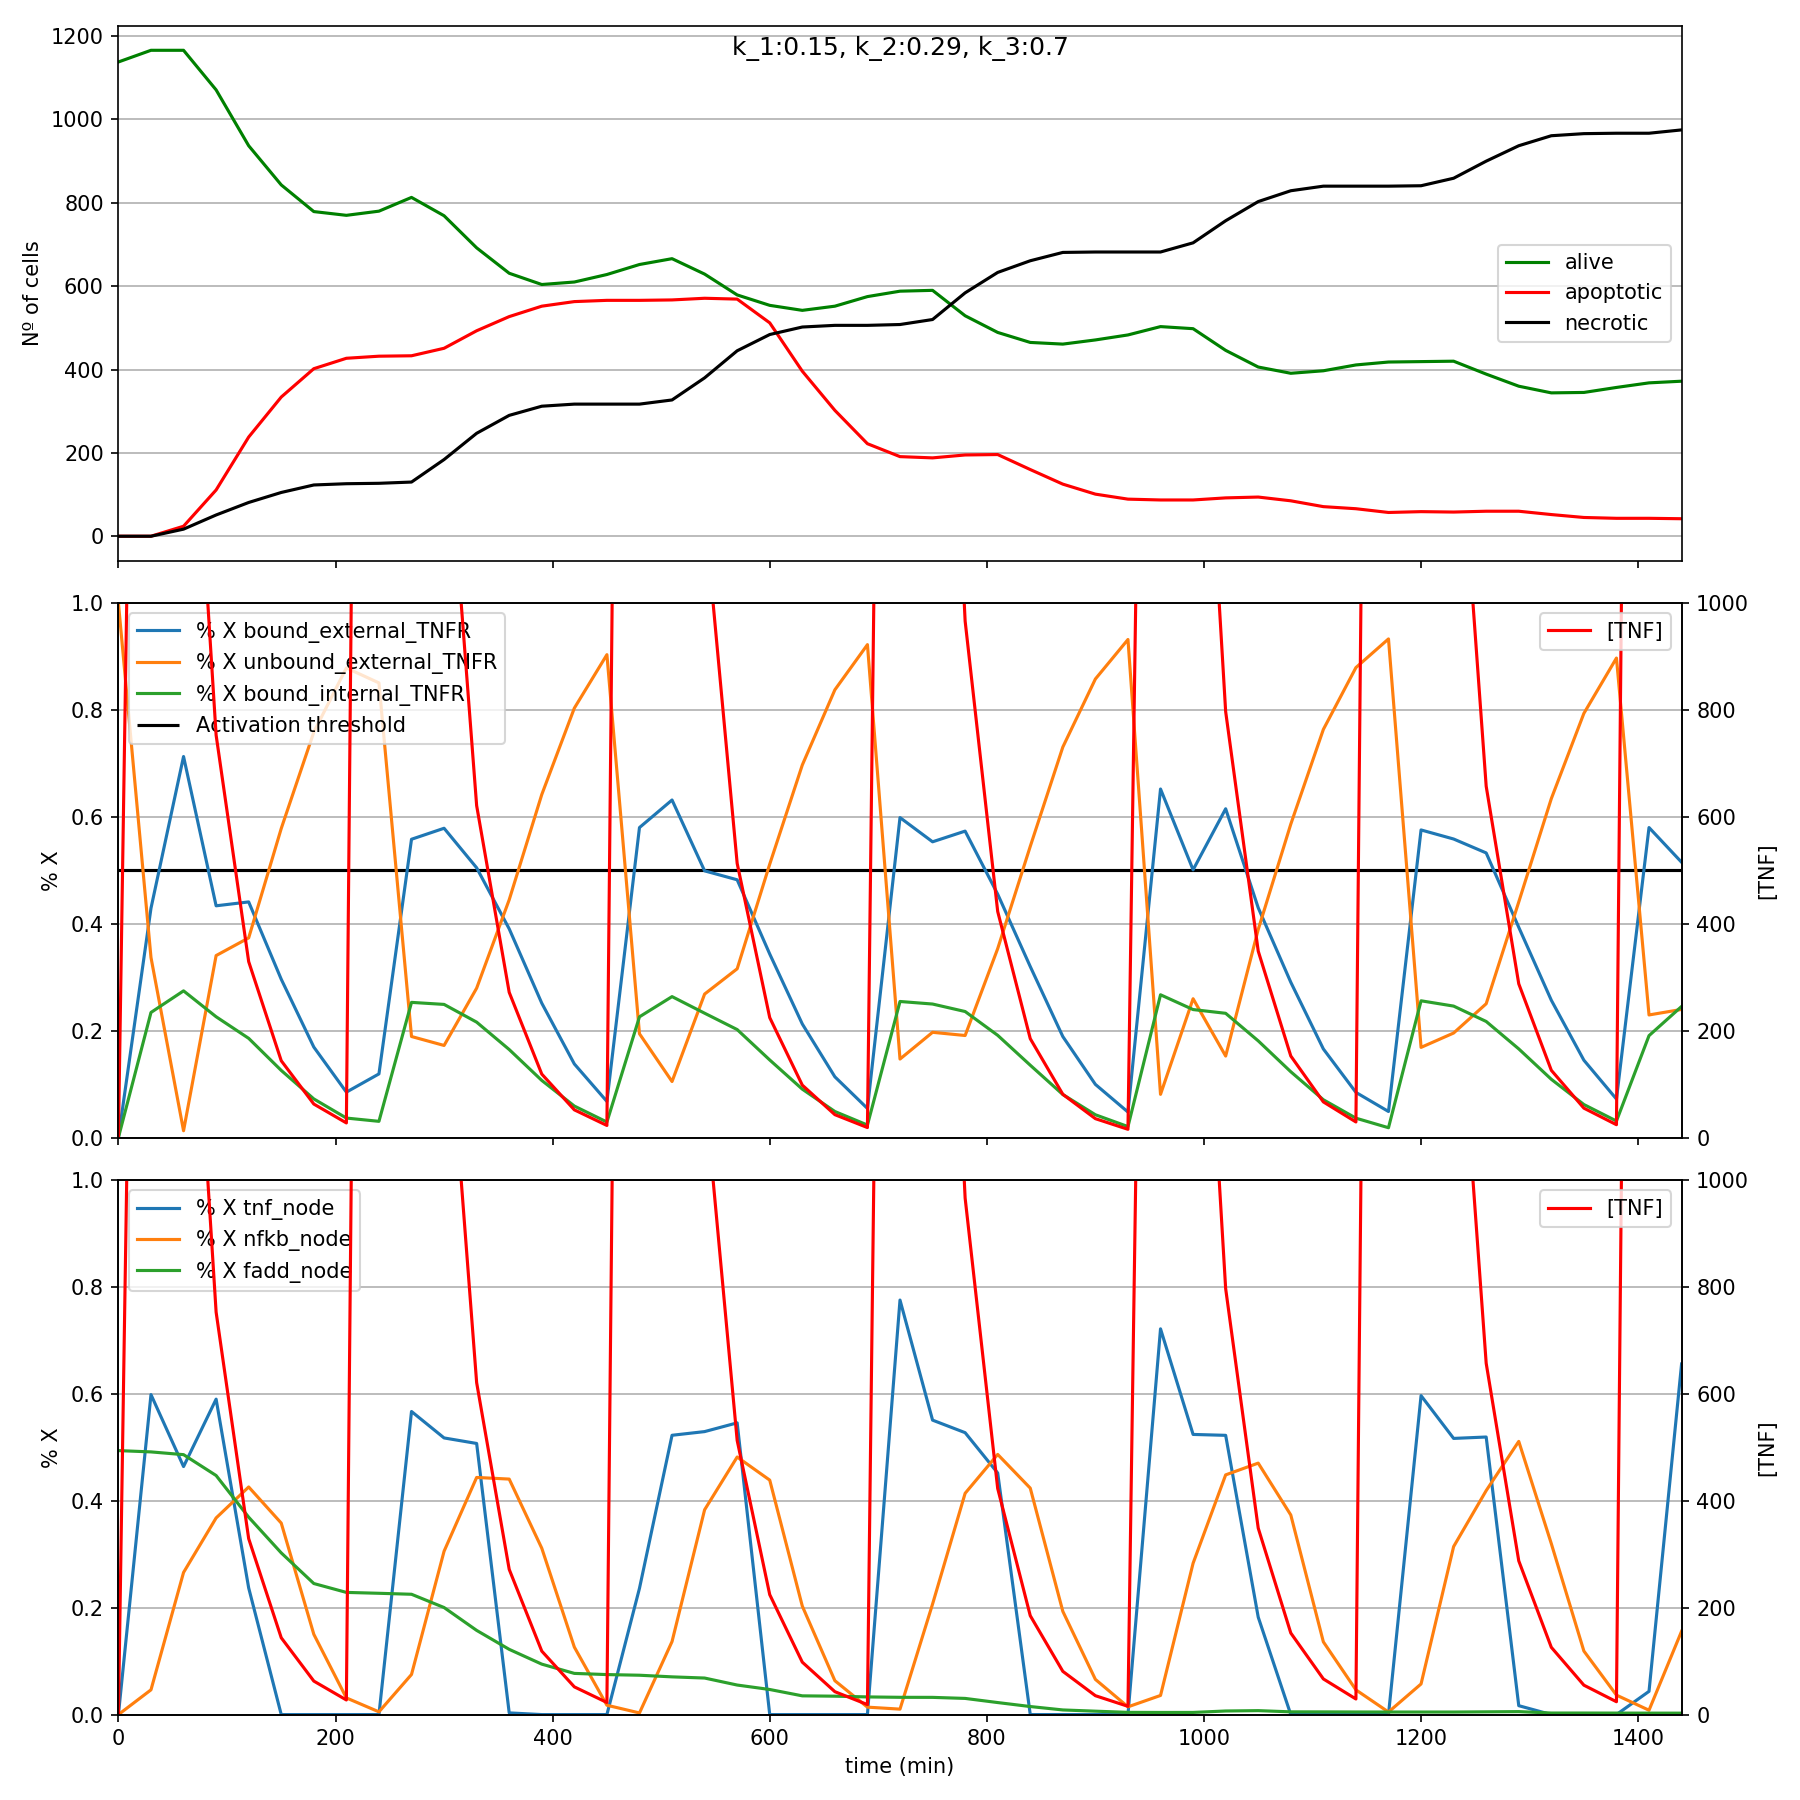 k_1:0.15, k_2:0.29, k_3:0.7
1200
1000
800
600
400
200
0
Nº of cells
alive
apoptotic
necrotic
1.0
0.8
0.6
0.4
0.2
0.0
% X
% X bound_external_TNFR
% X unbound_external_TNFR
% X bound_internal_TNFR
Activation threshold
[TNF]
1000
800
600
400
200
0
[TNF]
1.0
0.8
0.6
0.4
0.2
0.0
% X
% X tnf_node
% X nfkb_node
% X fadd_node
[TNF]
1000
800
600
400
200
0
[TNF]
0 200 400 600 800 1000 1200 1400
time (min)